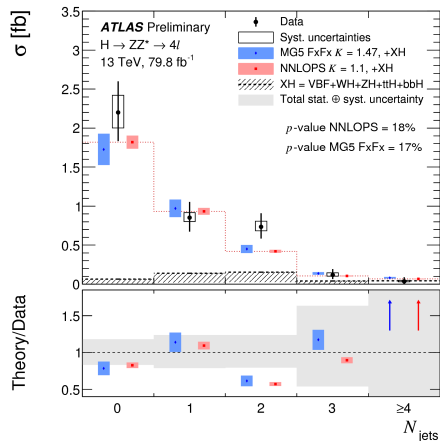 σ [fb]
3.5
3
2.5
2
1.5
1
0.5
0
ATLAS Preliminary
H → ZZ* → 4l
13 TeV, 79.8 fb⁻¹
Data
Syst. uncertainties
MG5 FxFx K = 1.47, +XH
NNLOPS K = 1.1, +XH
XH = VBF+WH+ZH+ttH+bbH
Total stat. ⊕ syst. uncertainty
p-value NNLOPS = 18%
p-value MG5 FxFx = 17%
Theory/Data
1.5
1
0.5
0 1 2 3 ≥4
N jets